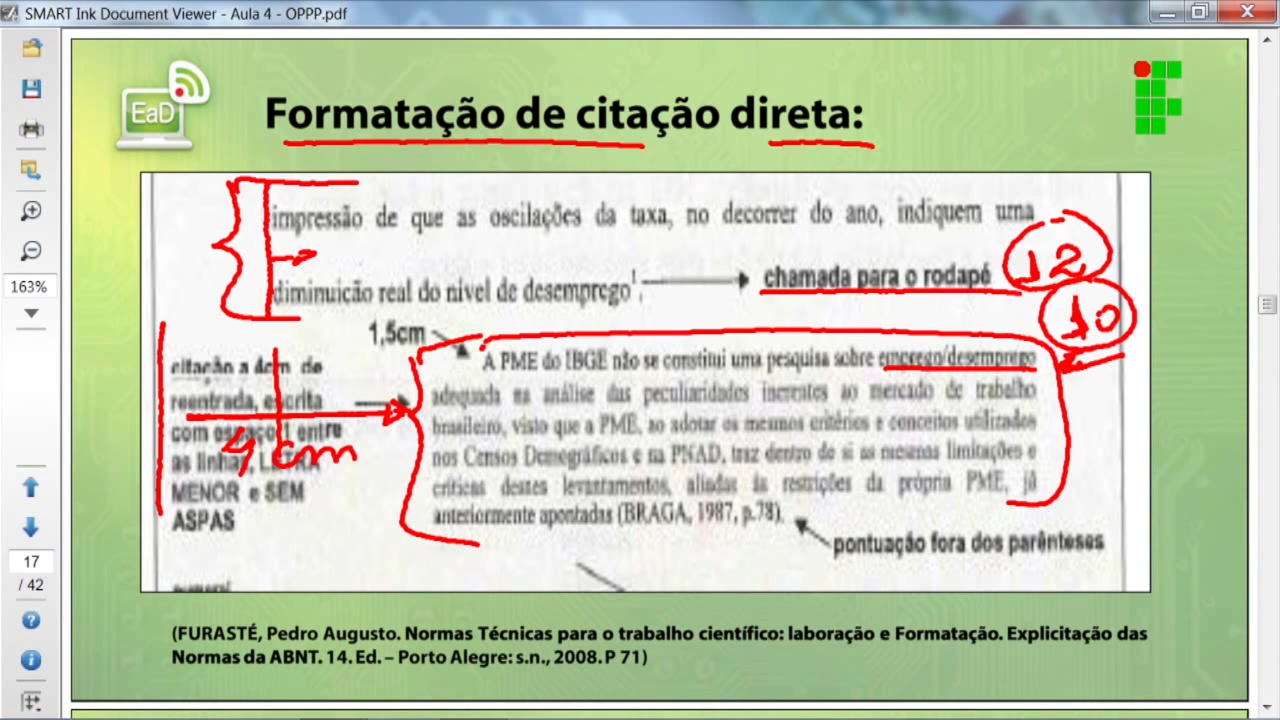 SMART Ink Document Viewer - Aula 4 - OPPP.pdf
163%
17
/ 42
EaD
Formatação de citação direta:
impressão de que as oscilações da taxa, no decorrer do ano, indiquem uma
diminuição real do nível de desemprego¹.
chamada para o rodapé
12
10
1,5cm
citação a 4cm de
reentrada, escrita
com espaço 1 entre
as linhas, LETRA
MENOR e SEM
ASPAS
4 cm
A PME do IBGE não se constitui uma pesquisa sobre emprego/desemprego
adequada na análise das peculiaridades inerentes ao mercado de trabalho
brasileiro, visto que a PME, ao adotar os mesmos critérios e conceitos utilizados
nos Censos Demográficos e na PNAD, traz dentro de si as mesmas limitações e
críticas destes levantamentos, aliadas às restrições da própria PME, já
anteriormente apontadas (BRAGA, 1987, p.78).
pontuação fora dos parênteses
(FURASTÉ, Pedro Augusto. Normas Técnicas para o trabalho científico: laboração e Formatação. Explicitação das
Normas da ABNT. 14. Ed. – Porto Alegre: s.n., 2008. P 71)